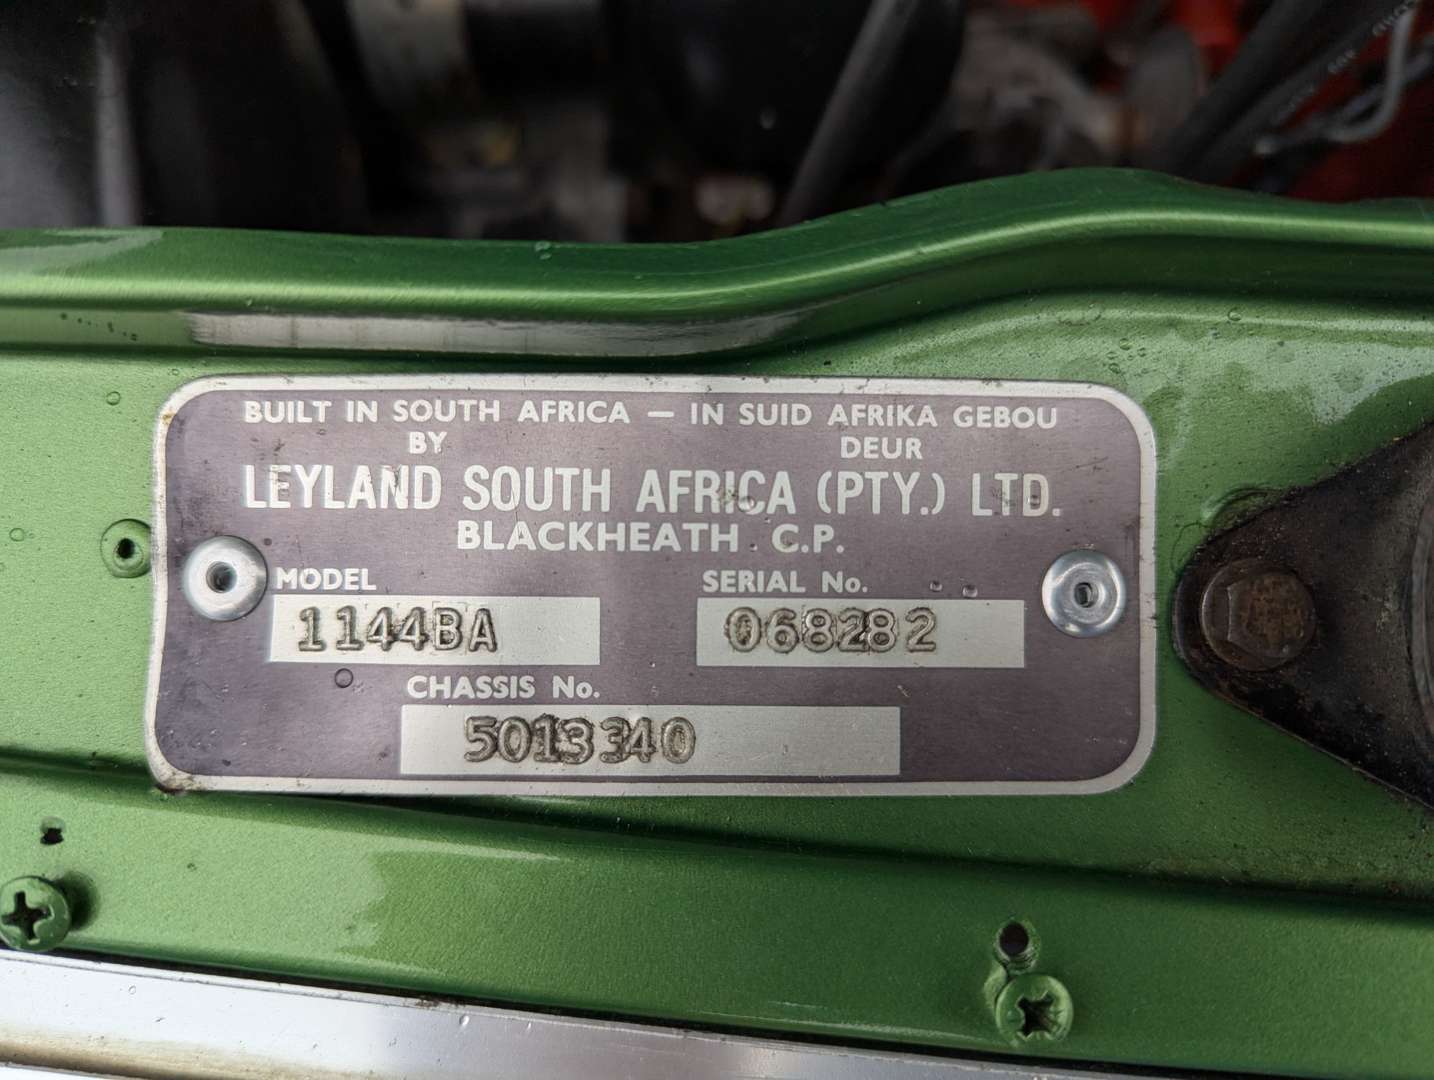 BUILT IN SOUTH AFRICA — IN SUID AFRIKA GEBOU
BY DEUR
LEYLAND SOUTH AFRICA (PTY.) LTD.
BLACKHEATH C.P.
MODEL SERIAL No.
1144BA 068282
CHASSIS No.
5013340